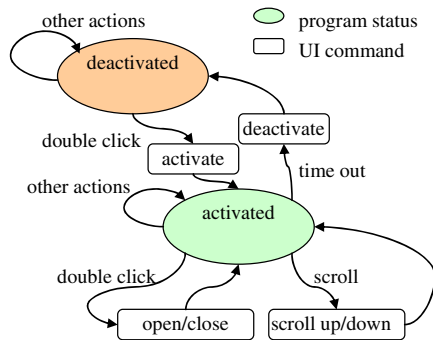 other actions
program status
UI command
deactivated
double click
deactivate
activate
time out
other actions
activated
double click
scroll
open/close
scroll up/down